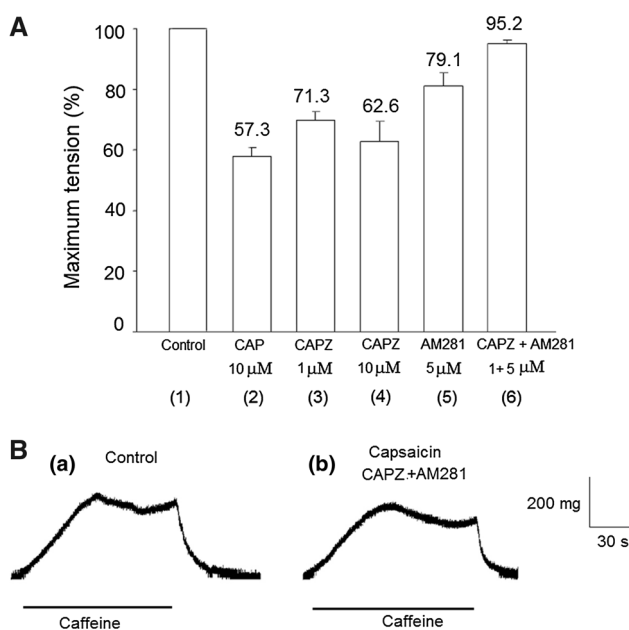 A
Maximum tension (%)
100
80
60
40
20
0
57.3
71.3
62.6
79.1
95.2
Control CAP CAPZ CAPZ AM281 CAPZ + AM281
10 µM 1 µM 10 µM 5 µM 1+5 µM
(1) (2) (3) (4) (5) (6)
B
(a) Control
(b) Capsaicin
CAPZ.+AM281
200 mg
30 s
Caffeine
Caffeine